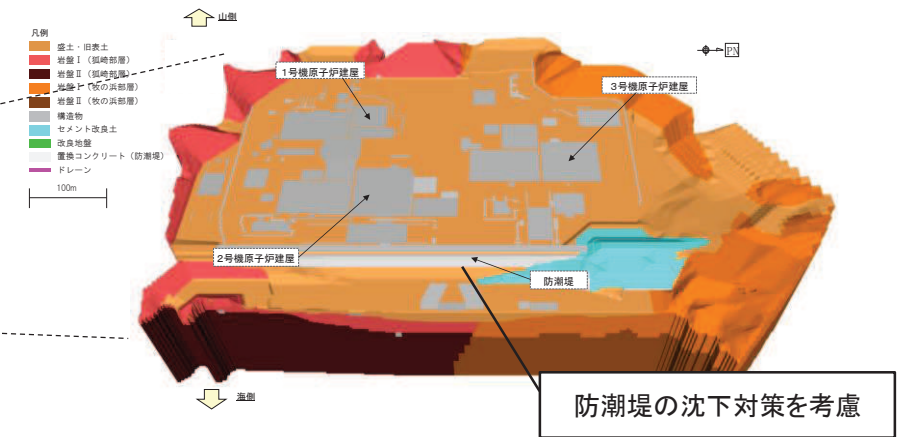 山側
凡例
盛土・旧表土
岩盤Ⅰ（狐崎部層）
岩盤Ⅱ（狐崎部層）
岩盤Ⅰ（牧の浜部層）
岩盤Ⅱ（牧の浜部層）
構造物
セメント改良土
改良地盤
置換コンクリート（防潮堤）
ドレーン
100m
PN
1号機原子炉建屋
3号機原子炉建屋
2号機原子炉建屋
防潮堤
海側
防潮堤の沈下対策を考慮